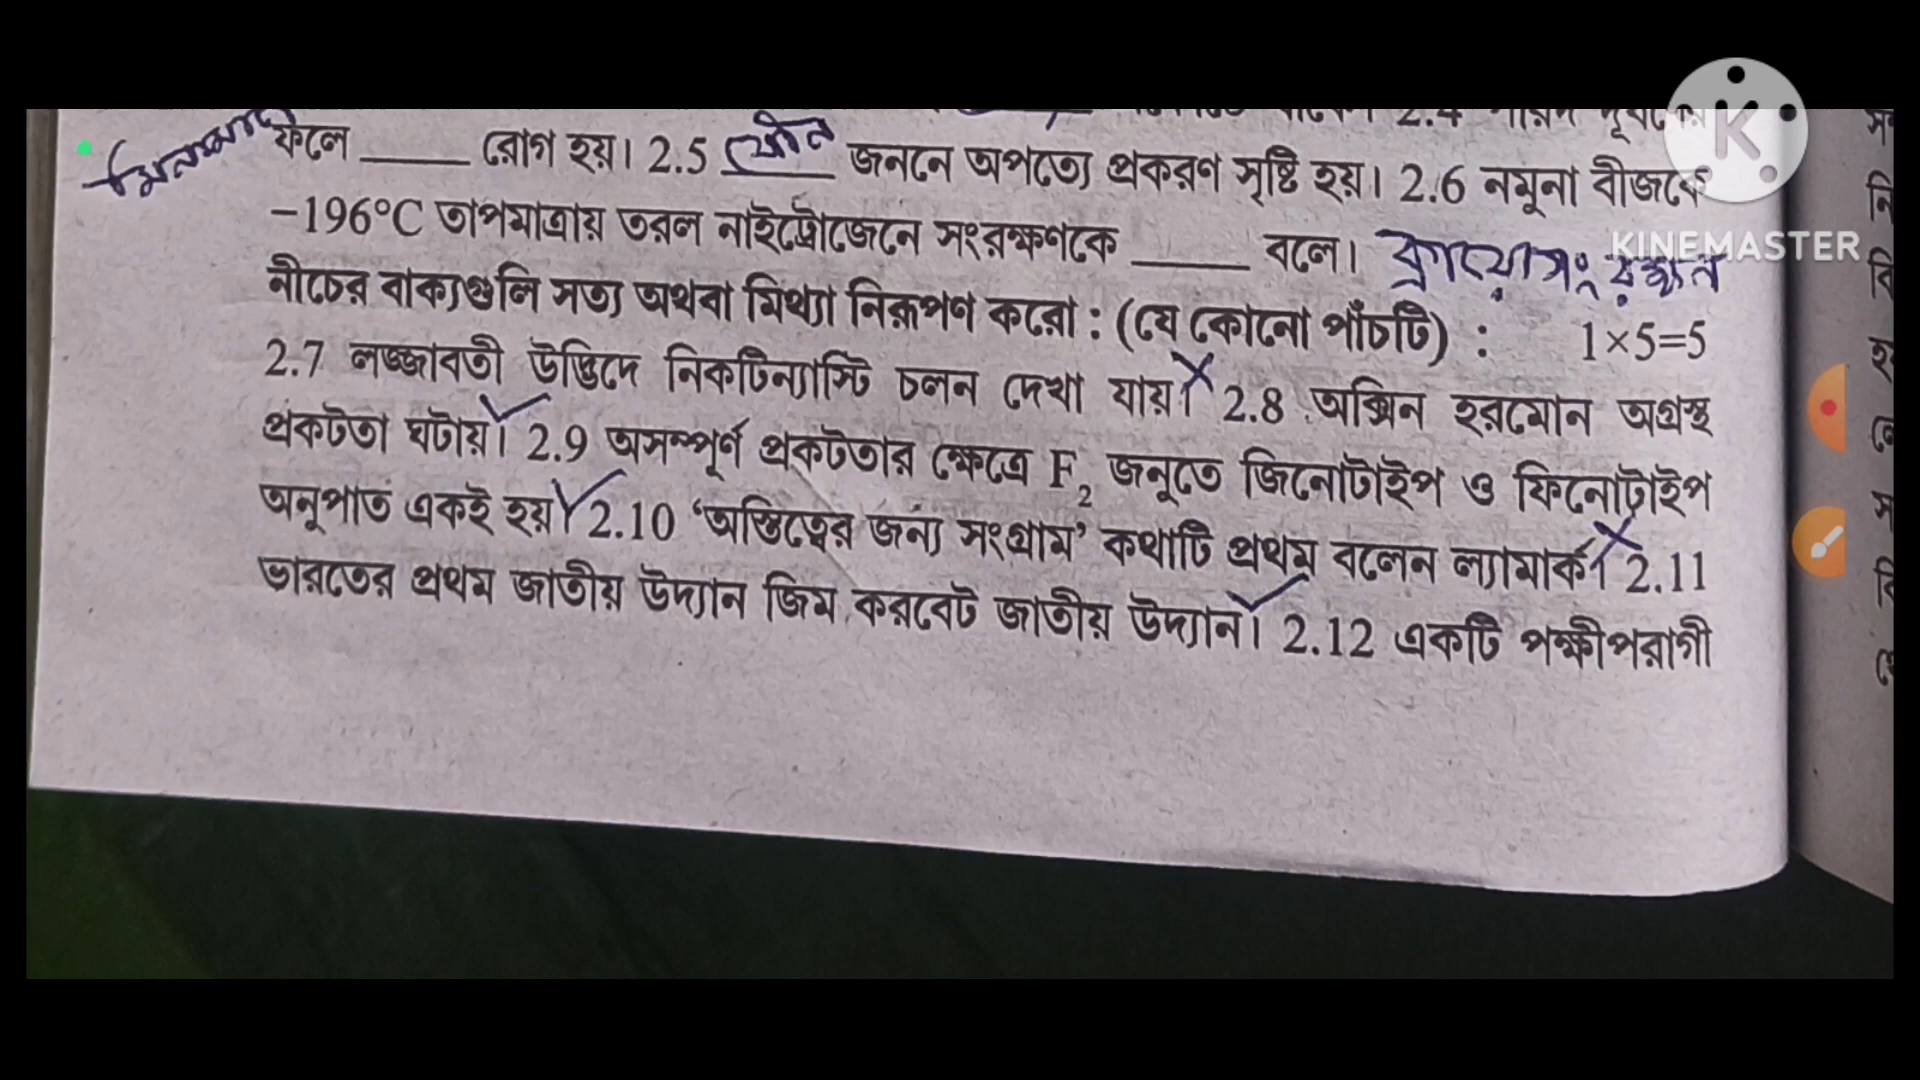 ফলে _____ রোগ হয়। 2.5 যৌন জননে অপত্যে প্রকরণ সৃষ্টি হয়। 2.6 নমুনা বীজকে
–196°C তাপমাত্রায় তরল নাইট্রোজেনে সংরক্ষণকে _____ বলে। ক্রায়োসংরক্ষন
KINEMASTER
নীচের বাক্যগুলি সত্য অথবা মিথ্যা নিরূপণ করো : (যে কোনো পাঁচটি) : 1×5=5
2.7 লজ্জাবতী উদ্ভিদে নিকটিন্যাস্টি চলন দেখা যায়। 2.8 অক্সিন হরমোন অগ্রস্থ
প্রকটতা ঘটায়। 2.9 অসম্পূর্ণ প্রকটতার ক্ষেত্রে F₂ জনুতে জিনোটাইপ ও ফিনোটাইপ
অনুপাত একই হয়। 2.10 ‘অস্তিত্বের জন্য সংগ্রাম’ কথাটি প্রথম বলেন ল্যামার্ক। 2.11
ভারতের প্রথম জাতীয় উদ্যান জিম করবেট জাতীয় উদ্যান। 2.12 একটি পক্ষীপরাগী